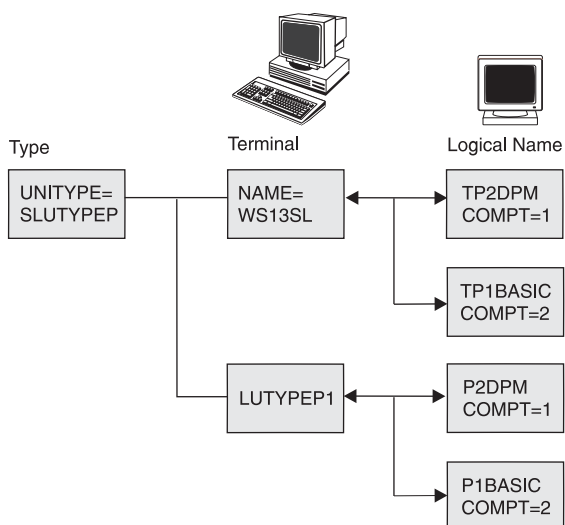 Type
Terminal
Logical Name
UNITYPE=
SLUTYPEP
NAME=
WS13SL
TP2DPM
COMPT=1
TP1BASIC
COMPT=2
LUTYPEP1
P2DPM
COMPT=1
P1BASIC
COMPT=2